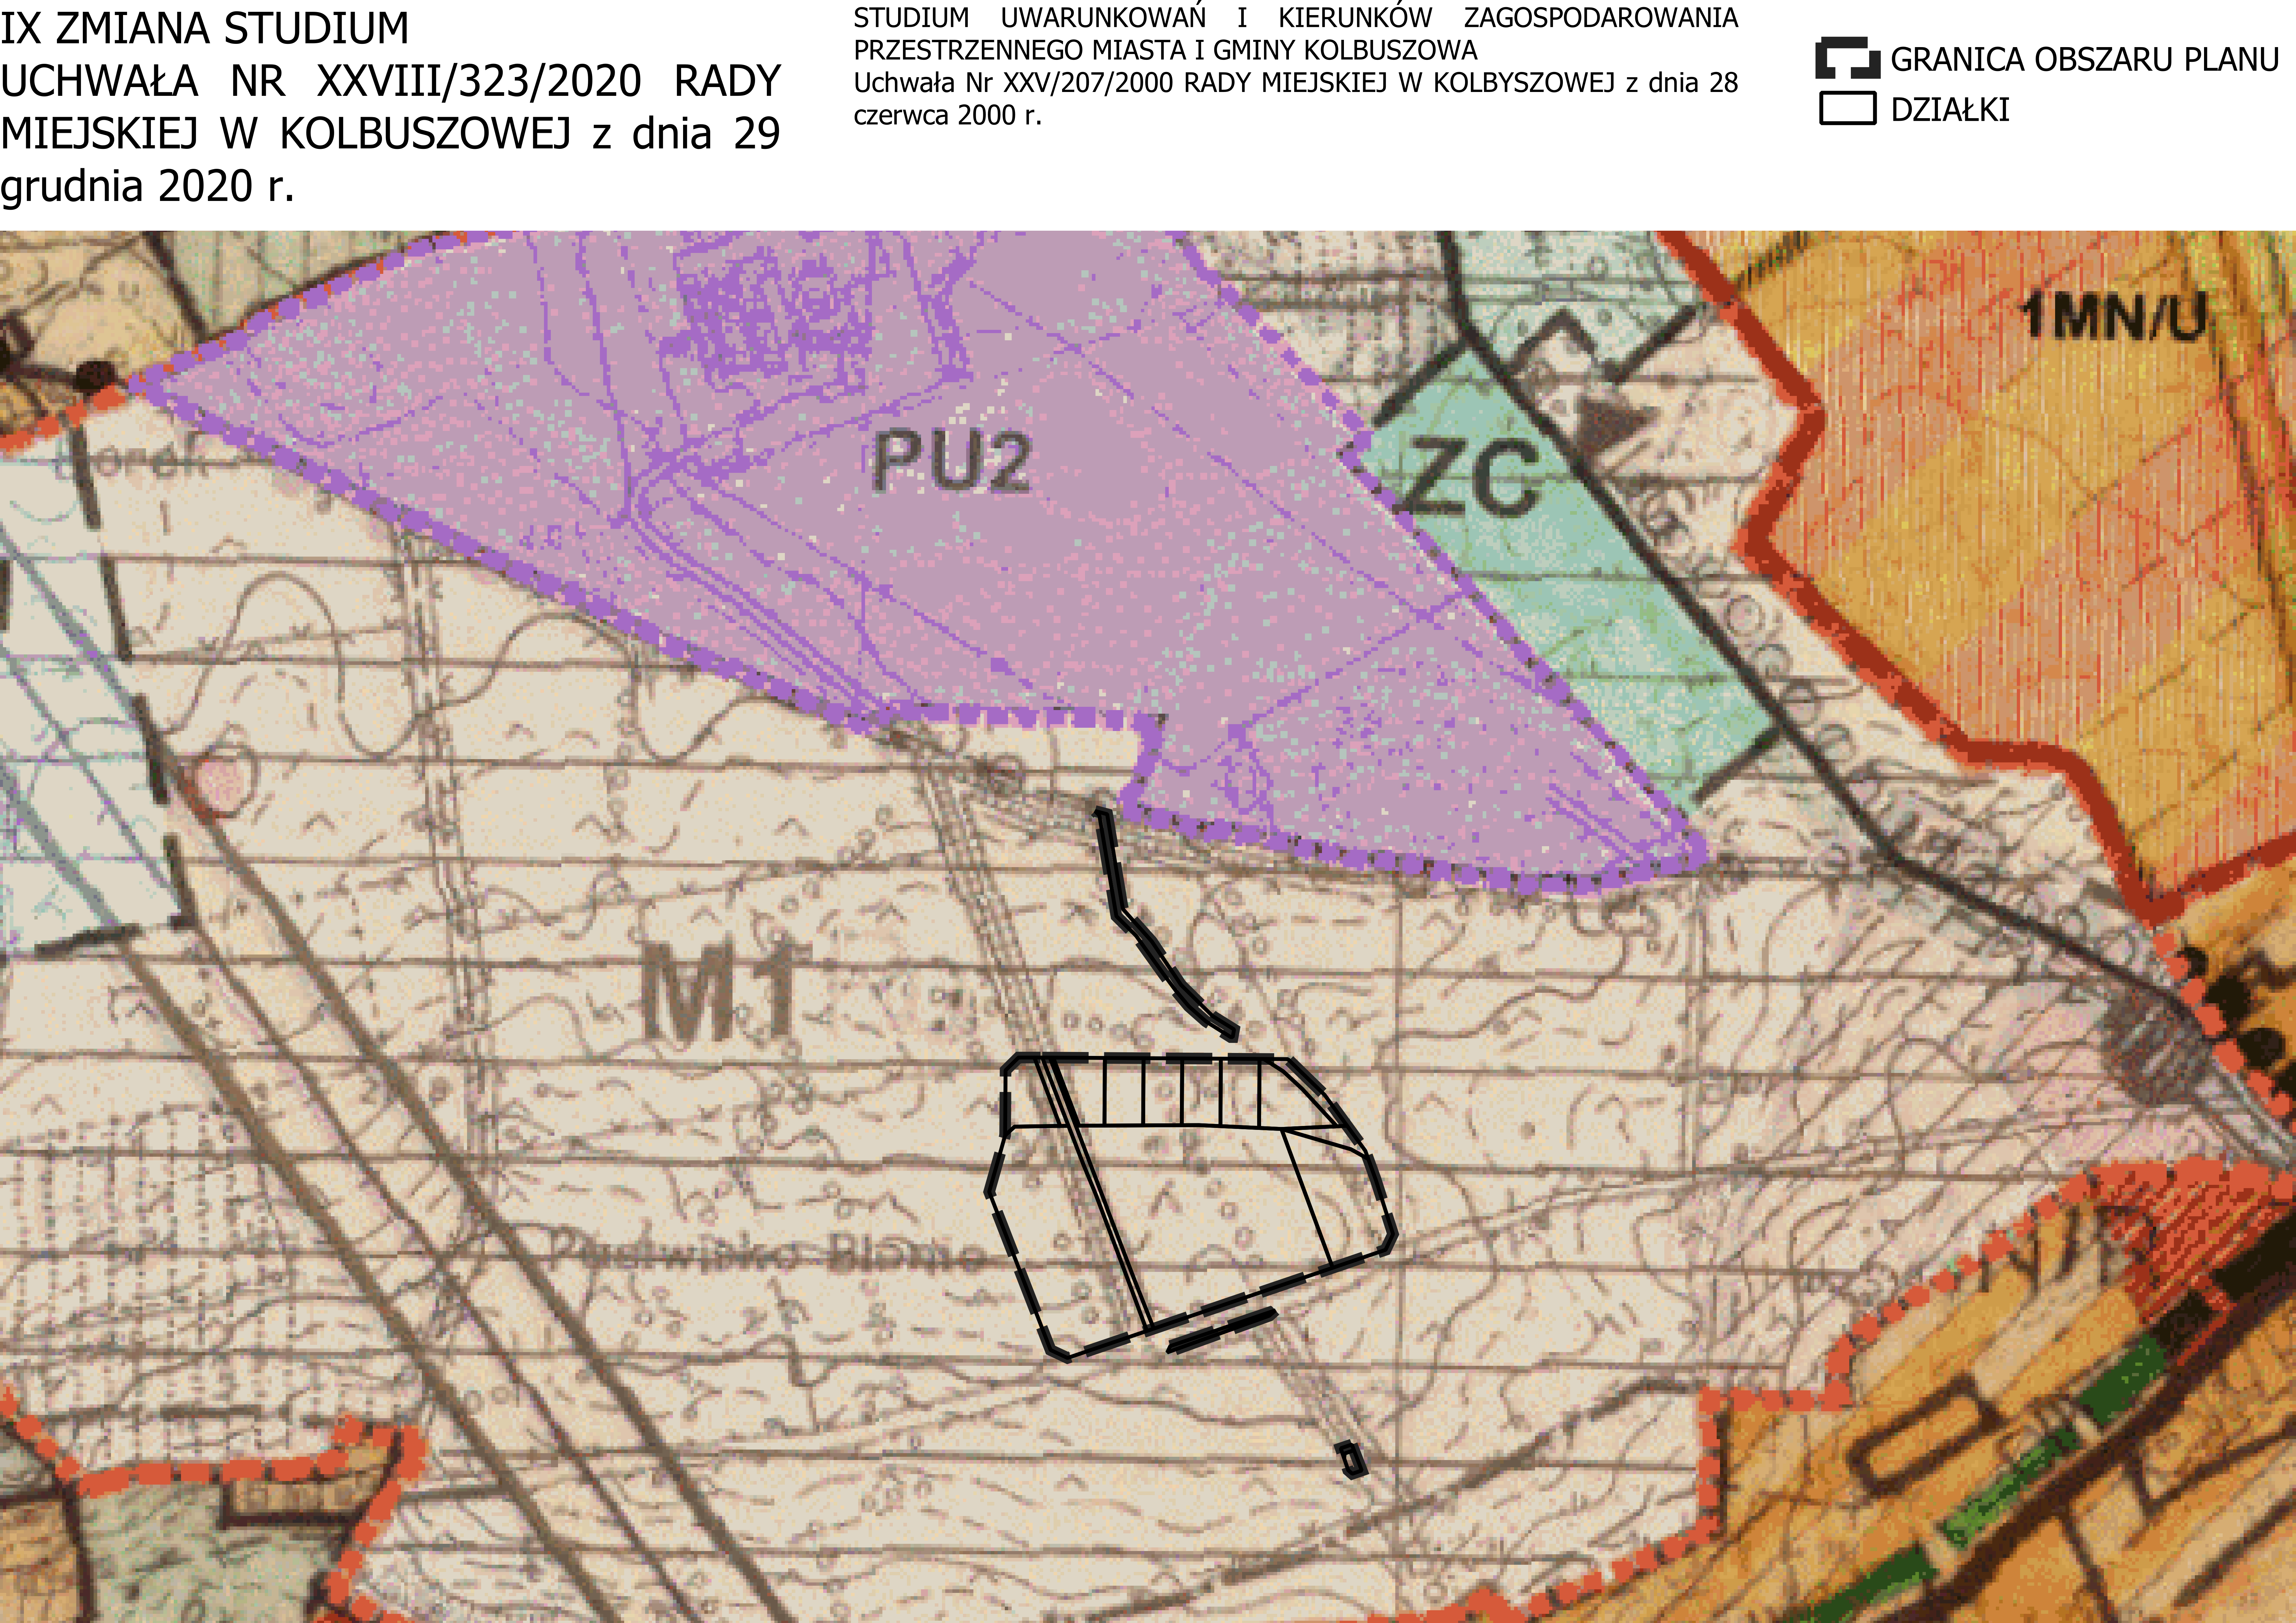 IX ZMIANA STUDIUM
UCHWAŁA NR XXVIII/323/2020 RADY
MIEJSKIEJ W KOLBUSZOWEJ z dnia 29
grudnia 2020 r.
STUDIUM UWARUNKOWAŃ I KIERUNKÓW ZAGOSPODAROWANIA
PRZESTRZENNEGO MIASTA I GMINY KOLBUSZOWA
Uchwała Nr XXV/207/2000 RADY MIEJSKIEJ W KOLBYSZOWEJ z dnia 28
czerwca 2000 r.
GRANICA OBSZARU PLANU
DZIAŁKI
1MN/U
PU2
ZC
M1